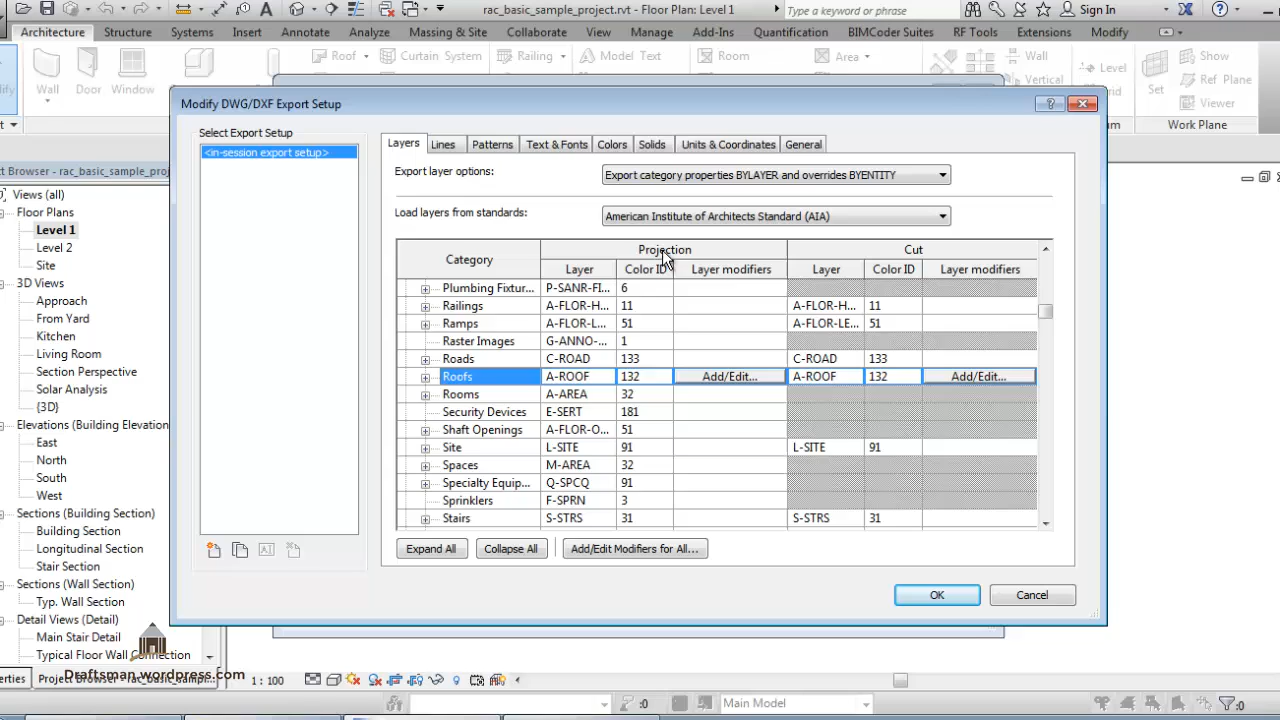 rac_basic_sample_project.rvt - Floor Plan: Level 1
Type a keyword or phrase
Sign In
Architecture Structure Systems Insert Annotate Analyze Massing & Site Collaborate View Manage Add-Ins Quantification BIMCoder Suites RF Tools Extensions Modify
Roof Curtain System Railing Model Text Room Area Wall Show
Wall Door Window Vertical Level Set Ref Plane
Viewer
Work Plane
Modify DWG/DXF Export Setup
Select Export Setup
<in-session export setup>
Layers Lines Patterns Text & Fonts Colors Solids Units & Coordinates General
Export layer options: Export category properties BYLAYER and overrides BYENTITY
Load layers from standards: American Institute of Architects Standard (AIA)
Category Projection Cut
Layer Color ID Layer modifiers Layer Color ID Layer modifiers
Plumbing Fixtur... P-SANR-FI... 6
Railings A-FLOR-H... 11 A-FLOR-H... 11
Ramps A-FLOR-L... 51 A-FLOR-LE... 51
Raster Images G-ANNO-... 1
Roads C-ROAD 133 C-ROAD 133
Roofs A-ROOF 132 Add/Edit... A-ROOF 132 Add/Edit...
Rooms A-AREA 32
Security Devices E-SERT 181
Shaft Openings A-FLOR-O... 51
Site L-SITE 91 L-SITE 91
Spaces M-AREA 32
Specialty Equip... Q-SPCQ 91
Sprinklers F-SPRN 3
Stairs S-STRS 31 S-STRS 31
Expand All Collapse All Add/Edit Modifiers for All...
OK Cancel
ct Browser - rac_basic_sample_proj
Views (all)
Floor Plans
Level 1
Level 2
Site
3D Views
Approach
From Yard
Kitchen
Living Room
Section Perspective
Solar Analysis
{3D}
Elevations (Building Elevation
East
North
South
West
Sections (Building Section)
Building Section
Longitudinal Section
Stair Section
Sections (Wall Section)
Typ. Wall Section
Detail Views (Detail)
Main Stair Detail
Typical Floor Wall Connection
Draftsman.wordpress.com
erties Project Browser - rac_basic_sampl...
1 : 100
:0 Main Model :0